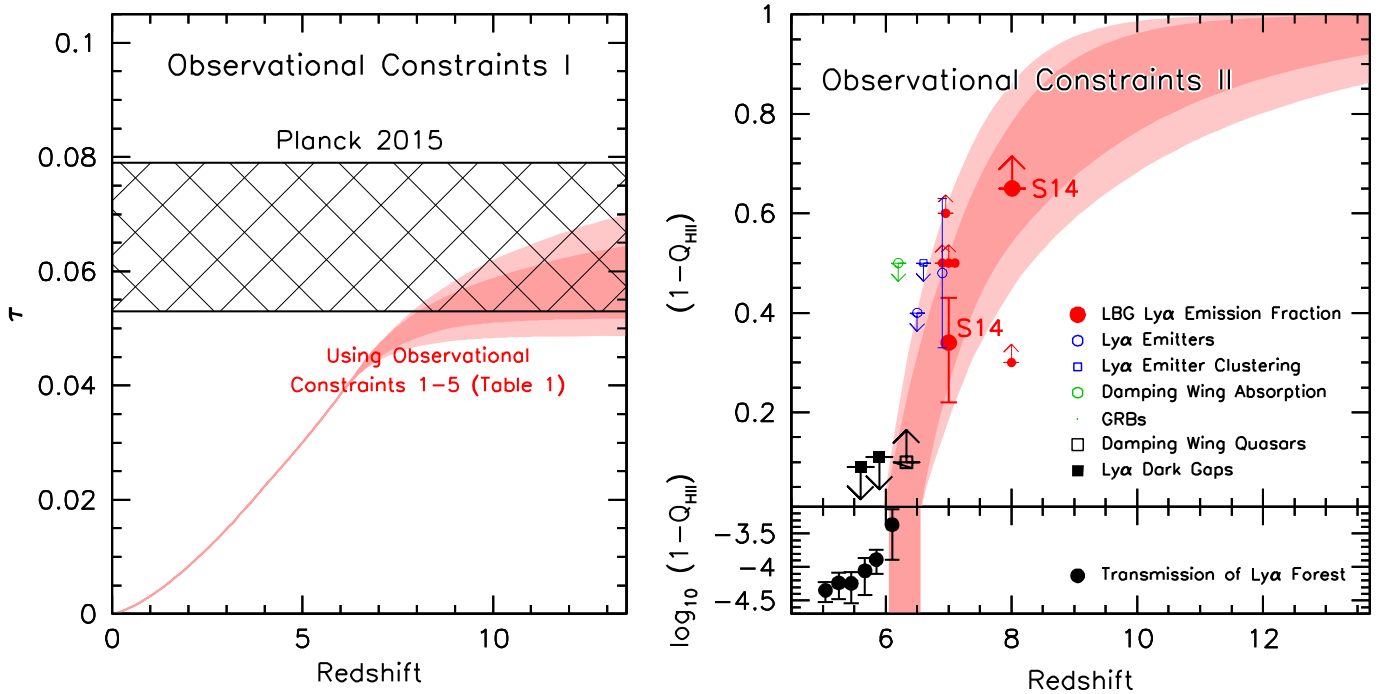 Observational Constraints I
Planck 2015
Using Observational
Constraints 1-5 (Table 1)
τ
0.1
0.08
0.06
0.04
0.02
0
0
5
10
Redshift
Observational Constraints II
S14
S14
LBG Lyα Emission Fraction
Lyα Emitters
Lyα Emitter Clustering
Damping Wing Absorption
GRBs
Damping Wing Quasars
Lyα Dark Gaps
Transmission of Lyα Forest
(1-Q_HII)
1
0.8
0.6
0.4
0.2
log₁₀ (1-Q_HII)
-3.5
-4
-4.5
6
8
10
12
Redshift